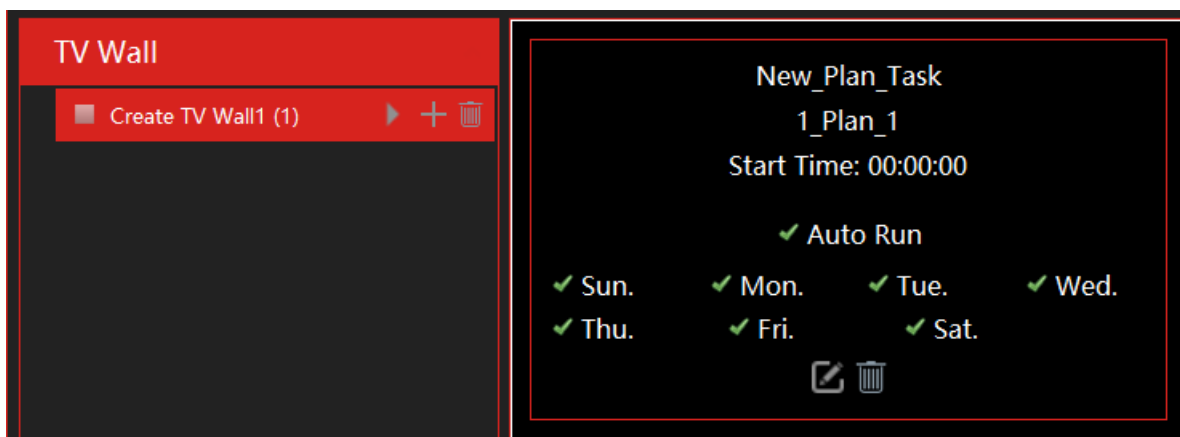 TV Wall
Create TV Wall1 (1)
New_Plan_Task
1_Plan_1
Start Time: 00:00:00
Auto Run
Sun. Mon. Tue. Wed.
Thu. Fri. Sat.